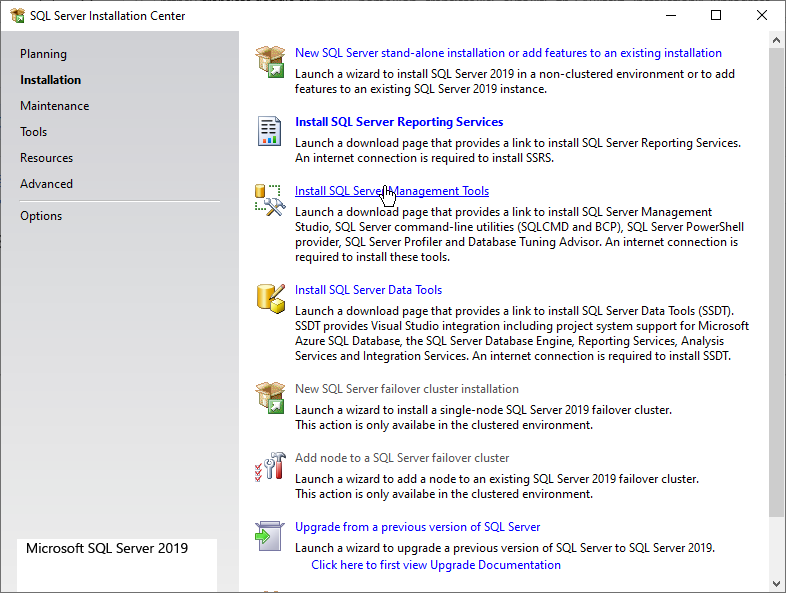 SQL Server Installation Center
Planning
Installation
Maintenance
Tools
Resources
Advanced
Options
Microsoft SQL Server 2019
New SQL Server stand-alone installation or add features to an existing installation
Launch a wizard to install SQL Server 2019 in a non-clustered environment or to add
features to an existing SQL Server 2019 instance.
Install SQL Server Reporting Services
Launch a download page that provides a link to install SQL Server Reporting Services.
An internet connection is required to install SSRS.
Install SQL Server Management Tools
Launch a download page that provides a link to install SQL Server Management
Studio, SQL Server command-line utilities (SQLCMD and BCP), SQL Server PowerShell
provider, SQL Server Profiler and Database Tuning Advisor. An internet connection is
required to install these tools.
Install SQL Server Data Tools
Launch a download page that provides a link to install SQL Server Data Tools (SSDT).
SSDT provides Visual Studio integration including project system support for Microsoft
Azure SQL Database, the SQL Server Database Engine, Reporting Services, Analysis
Services and Integration Services. An internet connection is required to install SSDT.
New SQL Server failover cluster installation
Launch a wizard to install a single-node SQL Server 2019 failover cluster.
This action is only availabe in the clustered environment.
Add node to a SQL Server failover cluster
Launch a wizard to add a node to an existing SQL Server 2019 failover cluster.
This action is only availabe in the clustered environment.
Upgrade from a previous version of SQL Server
Launch a wizard to upgrade a previous version of SQL Server to SQL Server 2019.
Click here to first view Upgrade Documentation